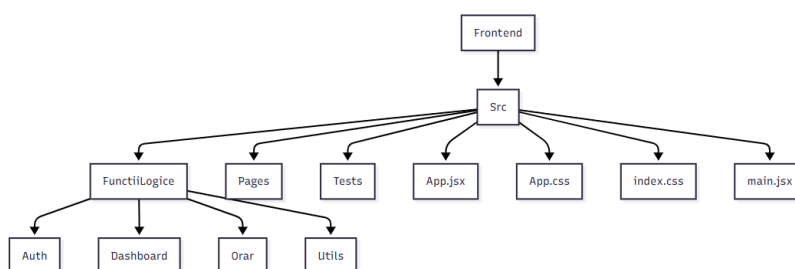 Frontend
Src
FunctiiLogice
Pages
Tests
App.jsx
App.css
index.css
main.jsx
Auth
Dashboard
Orar
Utils